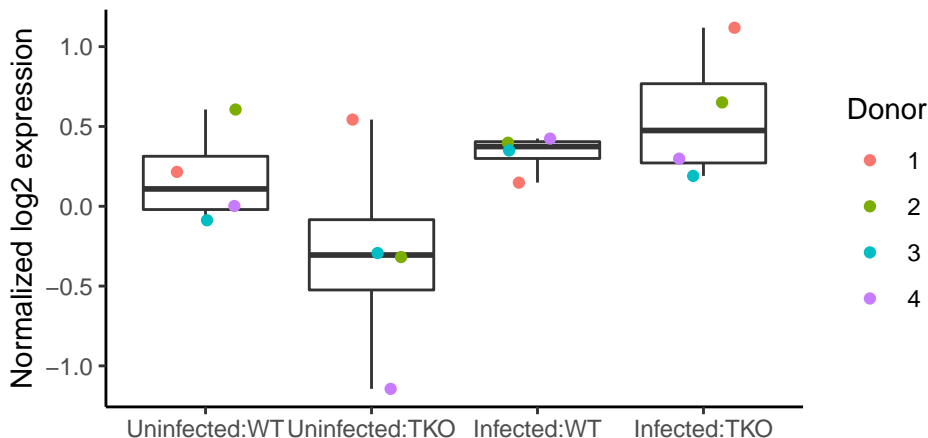 Normalized log2 expression
1.0
0.5
0.0
−0.5
−1.0
Uninfected:WT
Uninfected:TKO
Infected:WT
Infected:TKO
Donor
1
2
3
4